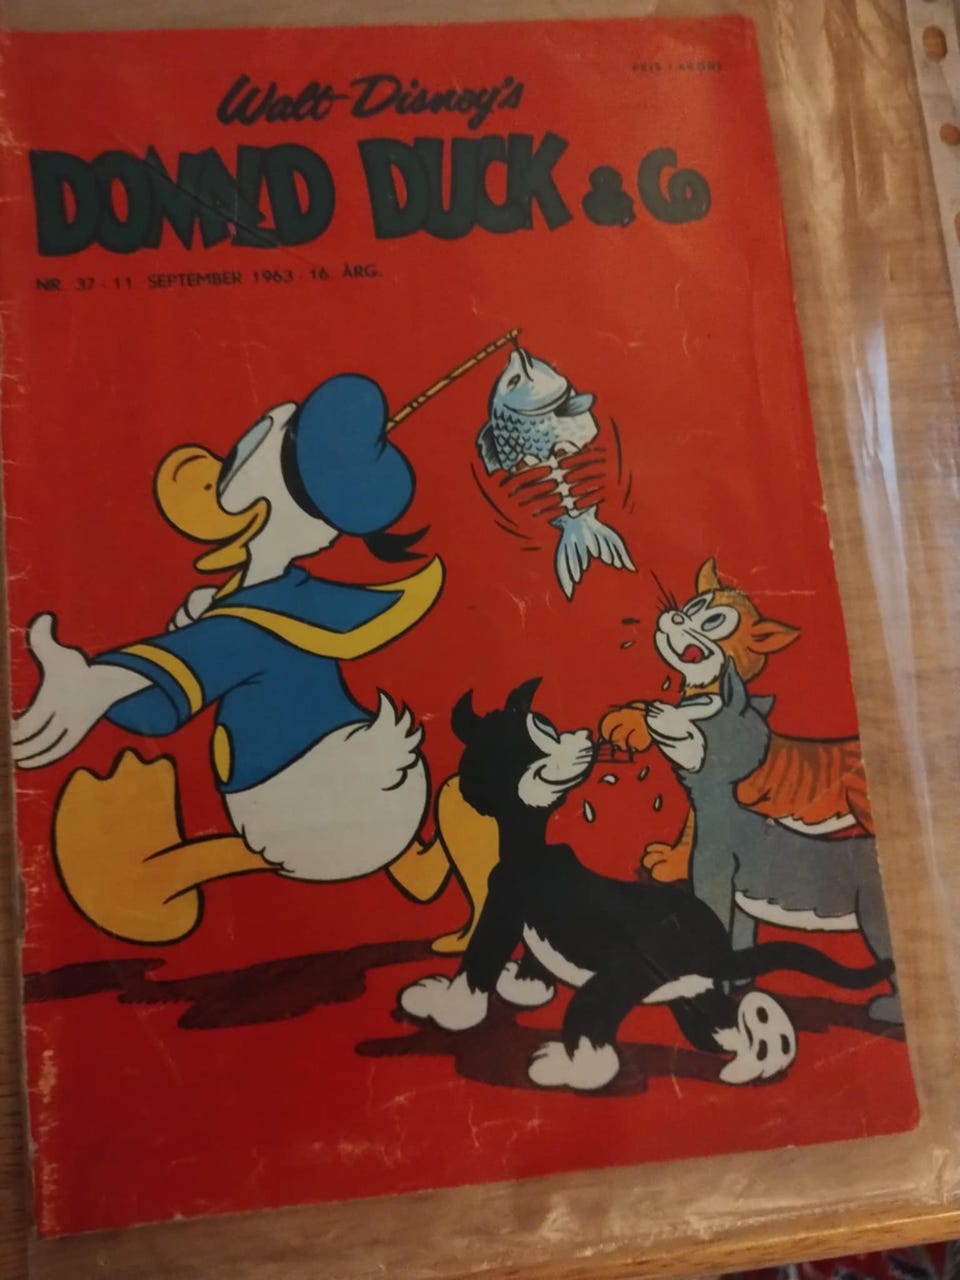 PRIS 1 KRONE
Walt Disney's
DONALD DUCK & Co
NR. 37 - 11. SEPTEMBER 1963 - 16. ÅRG.